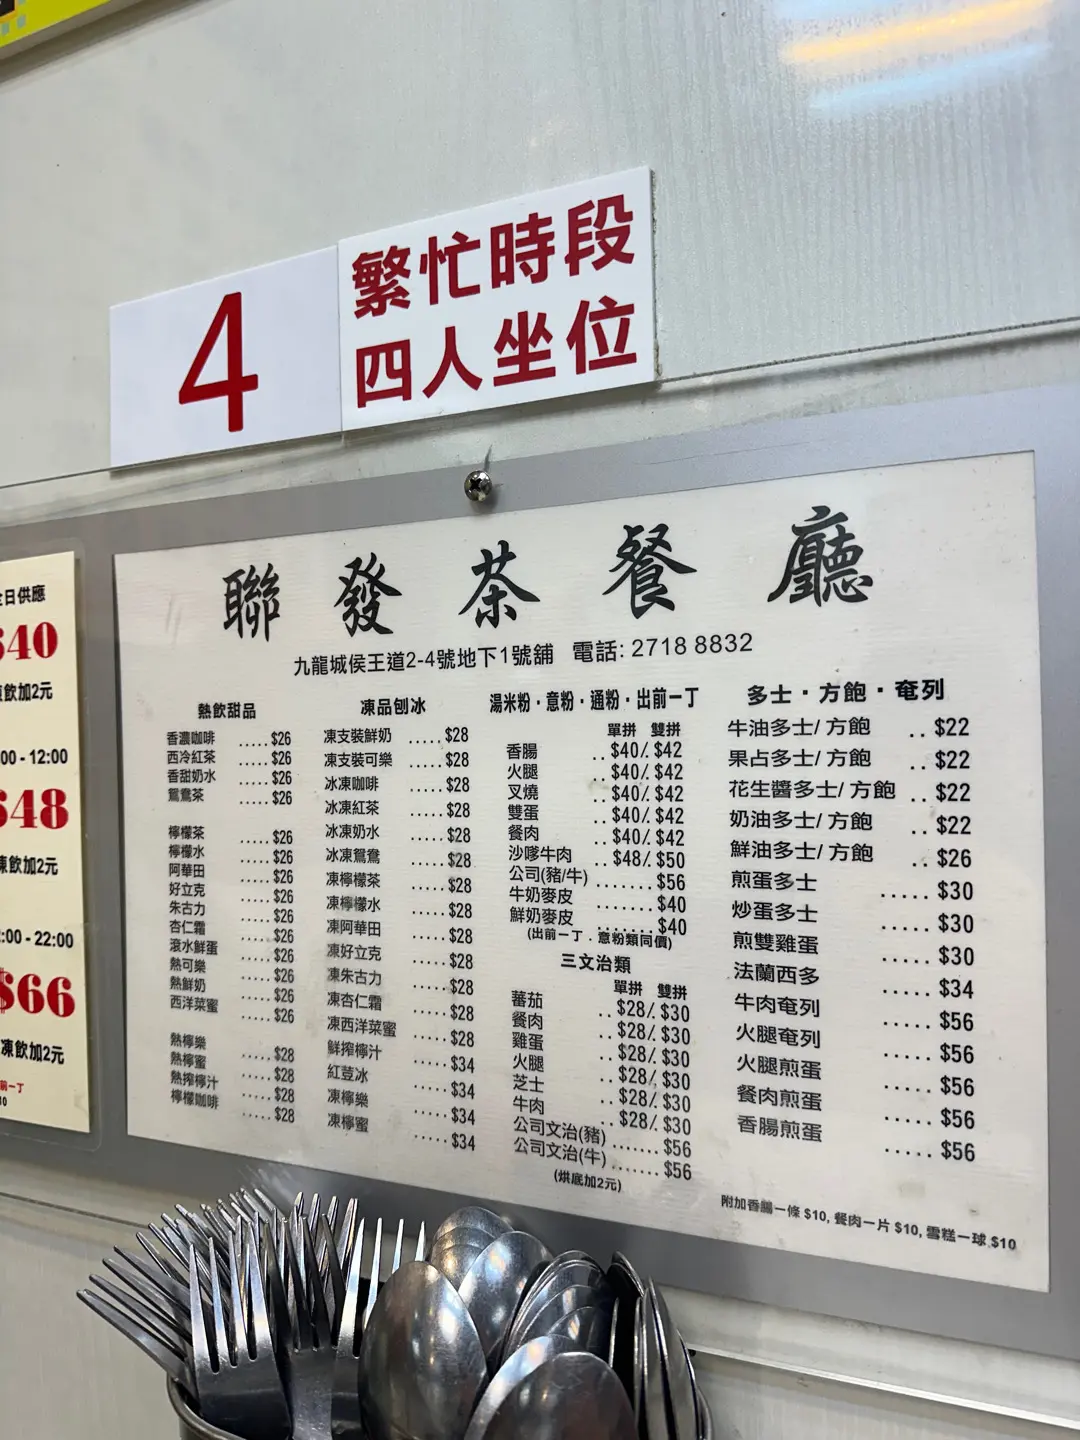 4
繁忙時段
四人坐位
聯發茶餐廳
九龍城侯王道2-4號地下1號舖 電話: 2718 8832
全日供應
$40
凍飲加2元
00 - 12:00
$48
凍飲加2元
:00 - 22:00
$66
凍飲加2元
前一丁
熱飲甜品
香濃咖啡 ..... $26
西冷紅茶 ..... $26
香甜奶水 ..... $26
鴛鴦茶 ..... $26
檸檬茶 ..... $26
檸檬水 ..... $26
阿華田 ..... $26
好立克 ..... $26
朱古力 ..... $26
杏仁霜 ..... $26
滾水鮮蛋 ..... $26
熱可樂 ..... $26
熱鮮奶 ..... $26
西洋菜蜜 ..... $26
熱檸樂 ..... $28
熱檸蜜 ..... $28
熱搾檸汁 ..... $28
檸檬咖啡 ..... $28
凍品刨冰
凍支裝鮮奶 ..... $28
凍支裝可樂 ..... $28
冰凍咖啡 ..... $28
冰凍紅茶 ..... $28
冰凍奶水 ..... $28
冰凍鴛鴦 ..... $28
凍檸檬茶 ..... $28
凍檸檬水 ..... $28
凍阿華田 ..... $28
凍好立克 ..... $28
凍朱古力 ..... $28
凍杏仁霜 ..... $28
凍西洋菜蜜 ..... $28
鮮搾檸汁 ..... $34
紅荳冰 ..... $34
凍檸樂 ..... $34
凍檸蜜 ..... $34
湯米粉・意粉・通粉・出前一丁
單拼 雙拼
香腸 .. $40/ $42
火腿 .. $40/ $42
叉燒 .. $40/ $42
雙蛋 .. $40/ $42
餐肉 .. $40/ $42
沙嗲牛肉 .. $48/ $50
公司(豬/牛) ....... $56
牛奶麥皮 ....... $40
鮮奶麥皮 ....... $40
(出前一丁．意粉類同價)
三文治類
單拼 雙拼
蕃茄 .. $28/ $30
餐肉 .. $28/ $30
雞蛋 .. $28/ $30
火腿 .. $28/ $30
芝士 .. $28/ $30
牛肉 .. $28/ $30
公司文治(豬) ....... $56
公司文治(牛) ....... $56
(烘底加2元)
多士・方飽・奄列
牛油多士/ 方飽 .. $22
果占多士/ 方飽 .. $22
花生醬多士/ 方飽 .. $22
奶油多士/ 方飽 .. $22
鮮油多士/ 方飽 .. $26
煎蛋多士 ..... $30
炒蛋多士 ..... $30
煎雙雞蛋 ..... $30
法蘭西多 ..... $34
牛肉奄列 ..... $56
火腿奄列 ..... $56
火腿煎蛋 ..... $56
餐肉煎蛋 ..... $56
香腸煎蛋 ..... $56
附加香腸一條 $10, 餐肉一片 $10, 雪糕一球 $10